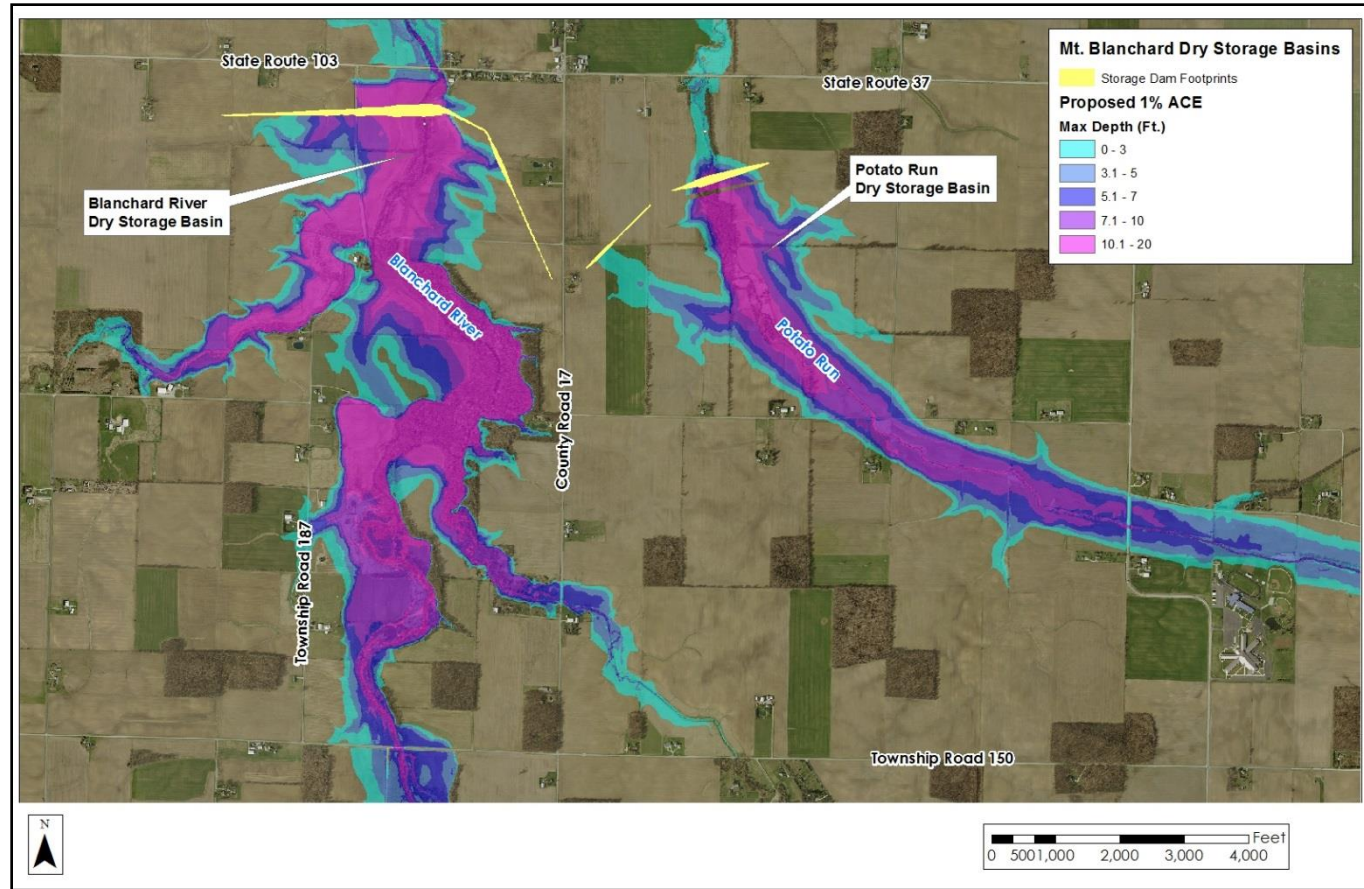 State Route 103
State Route 37
Mt. Blanchard Dry Storage Basins
Storage Dam Footprints
Proposed 1% ACE
Max Depth (Ft.)
0 - 3
3.1 - 5
5.1 - 7
7.1 - 10
10.1 - 20
Blanchard River
Dry Storage Basin
Potato Run
Dry Storage Basin
Blanchard River
Potato Run
County Road 17
Township Road 187
Township Road 150
N
Feet
0 5001,000 2,000 3,000 4,000